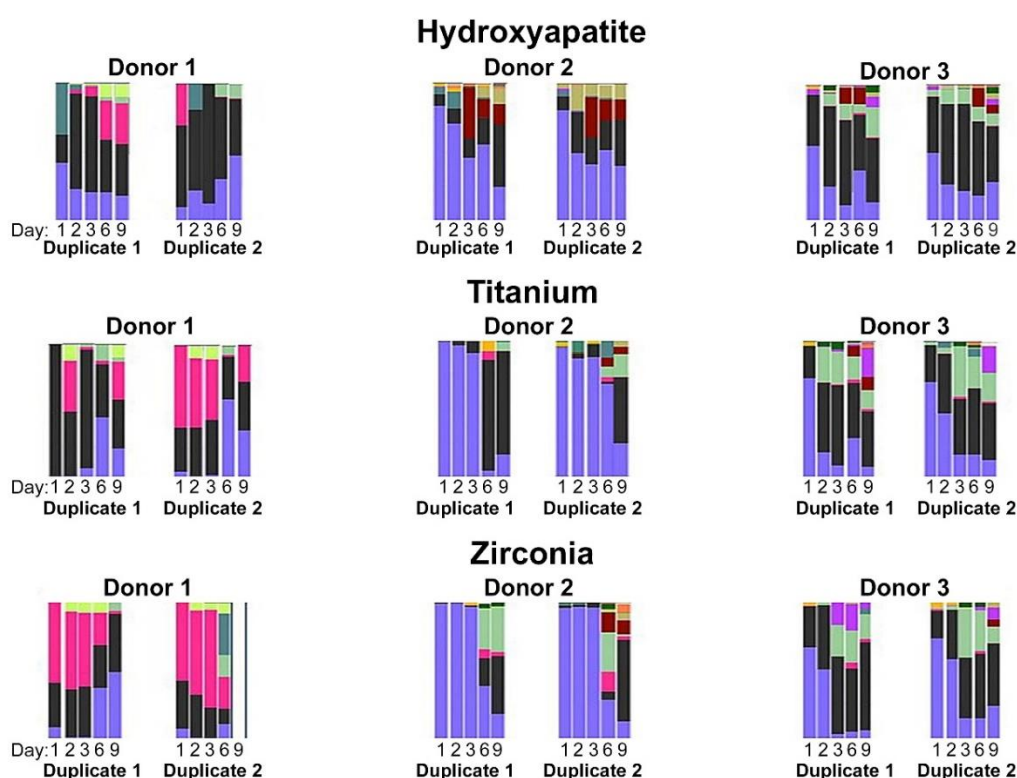 Hydroxyapatite
Donor 1 Donor 2 Donor 3
Day: 1 2 3 6 9 1 2 3 6 9 1 2 3 6 9 1 2 3 6 9 1 2 3 6 9 1 2 3 6 9
Duplicate 1 Duplicate 2 Duplicate 1 Duplicate 2 Duplicate 1 Duplicate 2
Titanium
Donor 1 Donor 2 Donor 3
Day: 1 2 3 6 9 1 2 3 6 9 1 2 3 6 9 1 2 3 6 9 1 2 3 6 9 1 2 3 6 9
Duplicate 1 Duplicate 2 Duplicate 1 Duplicate 2 Duplicate 1 Duplicate 2
Zirconia
Donor 1 Donor 2 Donor 3
Day: 1 2 3 6 9 1 2 3 6 9 1 2 3 6 9 1 2 3 6 9 1 2 3 6 9 1 2 3 6 9
Duplicate 1 Duplicate 2 Duplicate 1 Duplicate 2 Duplicate 1 Duplicate 2